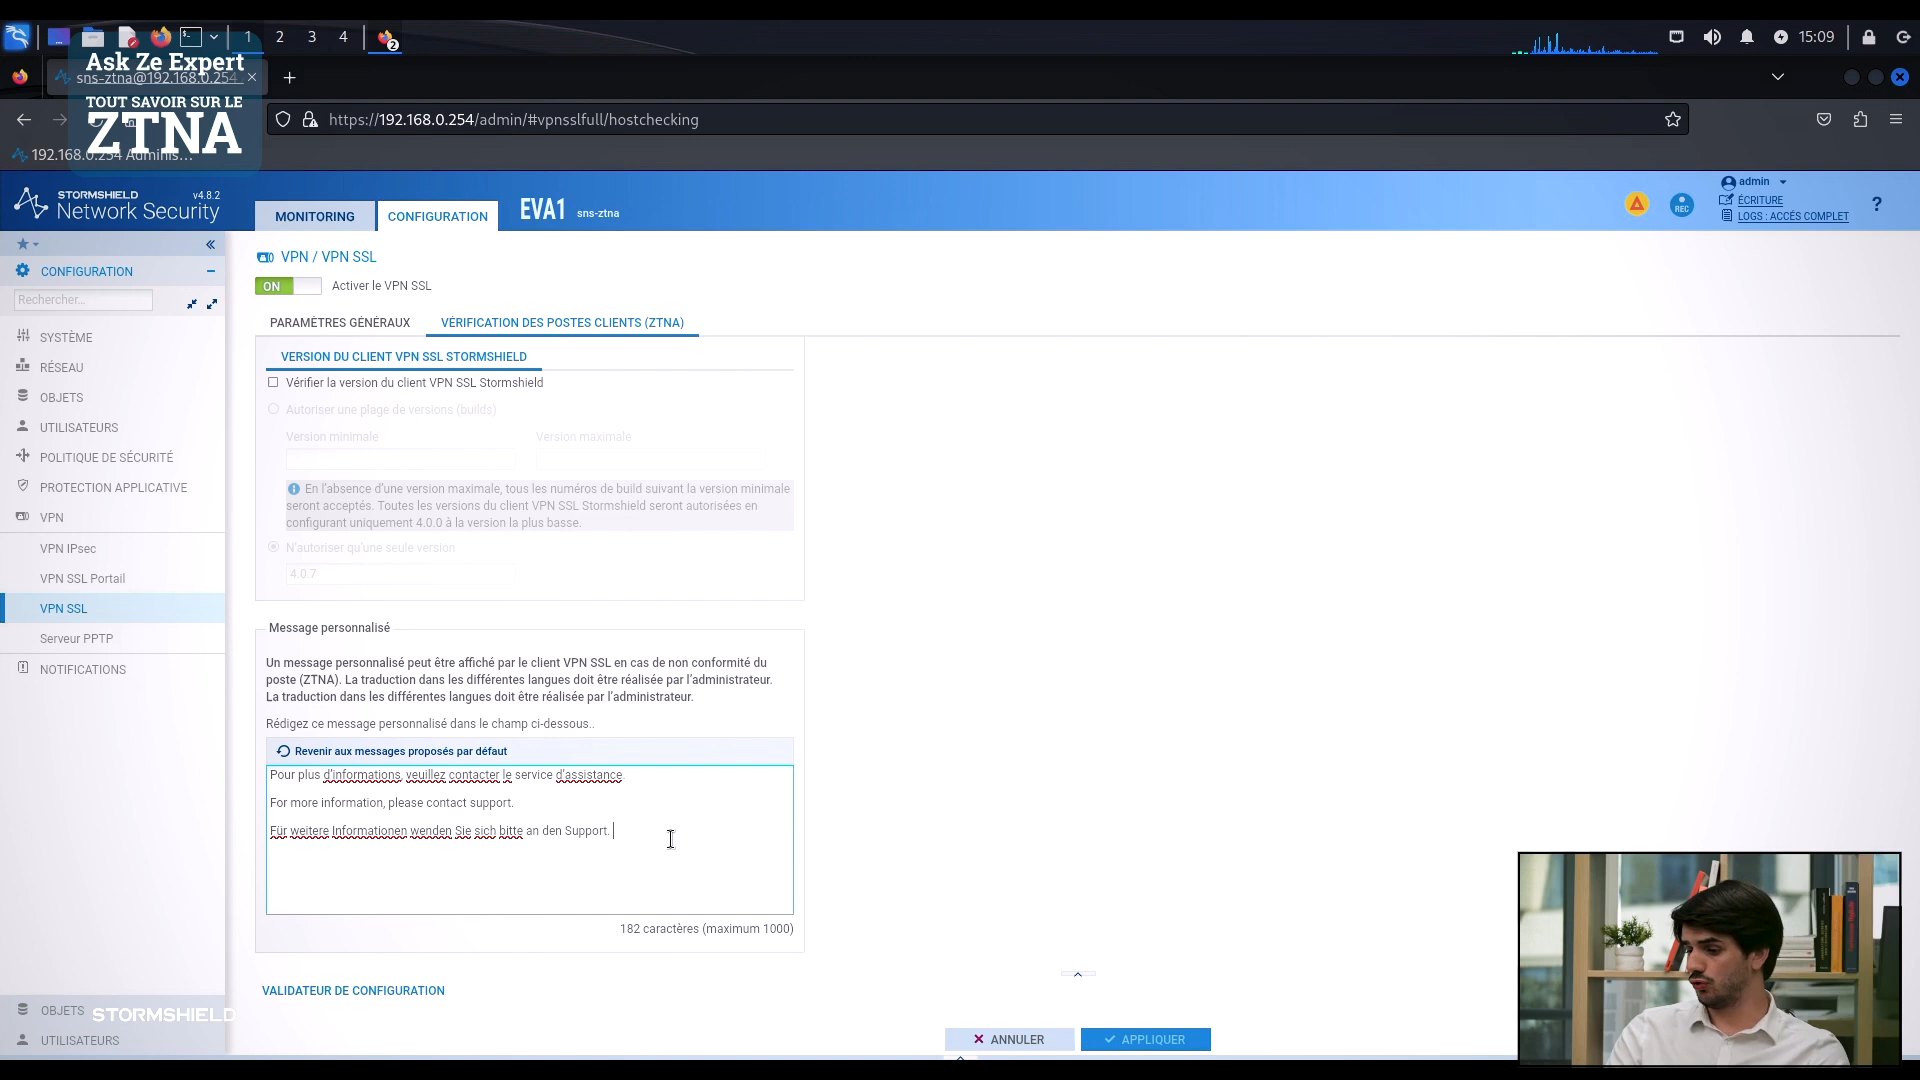 1 2 3 4
2
15:09
Ask Ze Expert
sns-ztna@192.168.0.254
TOUT SAVOIR SUR LE
ZTNA
https://192.168.0.254/admin/#vpnsslfull/hostchecking
192.168.0.254 Adminis...
STORMSHIELD v4.8.2
Network Security
MONITORING
CONFIGURATION
EVA1 sns-ztna
REC
admin
ÉCRITURE
LOGS : ACCÈS COMPLET
?
CONFIGURATION
Rechercher...
SYSTÈME
RÉSEAU
OBJETS
UTILISATEURS
POLITIQUE DE SÉCURITÉ
PROTECTION APPLICATIVE
VPN
VPN IPsec
VPN SSL Portail
VPN SSL
Serveur PPTP
NOTIFICATIONS
OBJETS
STORMSHIELD
UTILISATEURS
VPN / VPN SSL
ON Activer le VPN SSL
PARAMÈTRES GÉNÉRAUX
VÉRIFICATION DES POSTES CLIENTS (ZTNA)
VERSION DU CLIENT VPN SSL STORMSHIELD
Vérifier la version du client VPN SSL Stormshield
Autoriser une plage de versions (builds)
Version minimale Version maximale
En l'absence d'une version maximale, tous les numéros de build suivant la version minimale
seront acceptés. Toutes les versions du client VPN SSL Stormshield seront autorisées en
configurant uniquement 4.0.0 à la version la plus basse.
N'autoriser qu'une seule version
4.0.7
Message personnalisé
Un message personnalisé peut être affiché par le client VPN SSL en cas de non conformité du
poste (ZTNA). La traduction dans les différentes langues doit être réalisée par l'administrateur.
La traduction dans les différentes langues doit être réalisée par l'administrateur.
Rédigez ce message personnalisé dans le champ ci-dessous..
Revenir aux messages proposés par défaut
Pour plus d'informations, veuillez contacter le service d'assistance.
For more information, please contact support.
Für weitere Informationen wenden Sie sich bitte an den Support.
182 caractères (maximum 1000)
VALIDATEUR DE CONFIGURATION
ANNULER
APPLIQUER